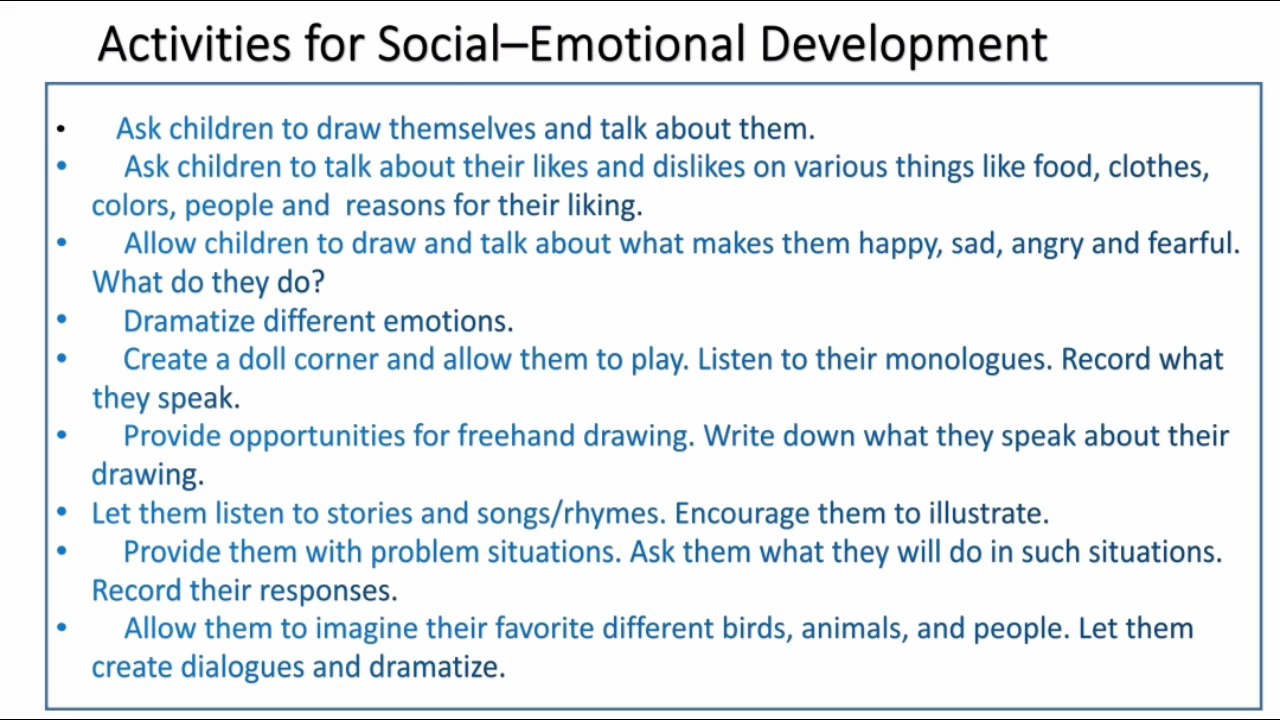 Activities for Social–Emotional Development
• Ask children to draw themselves and talk about them.
• Ask children to talk about their likes and dislikes on various things like food, clothes,
colors, people and reasons for their liking.
• Allow children to draw and talk about what makes them happy, sad, angry and fearful.
What do they do?
• Dramatize different emotions.
• Create a doll corner and allow them to play. Listen to their monologues. Record what
they speak.
• Provide opportunities for freehand drawing. Write down what they speak about their
drawing.
• Let them listen to stories and songs/rhymes. Encourage them to illustrate.
• Provide them with problem situations. Ask them what they will do in such situations.
Record their responses.
• Allow them to imagine their favorite different birds, animals, and people. Let them
create dialogues and dramatize.